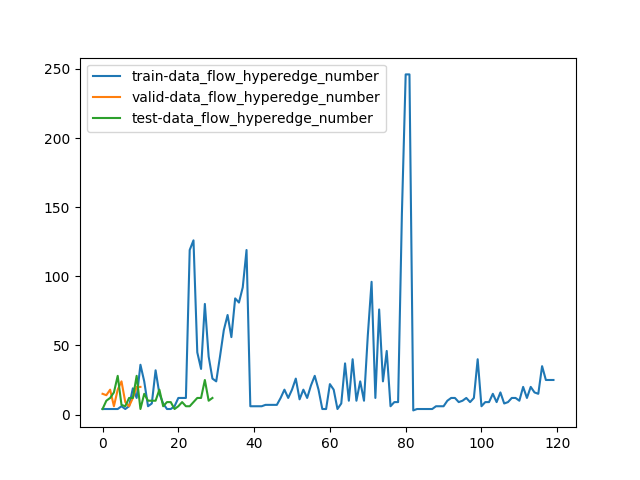 250
200
150
100
50
0
train-data_flow_hyperedge_number
valid-data_flow_hyperedge_number
test-data_flow_hyperedge_number
0 20 40 60 80 100 120